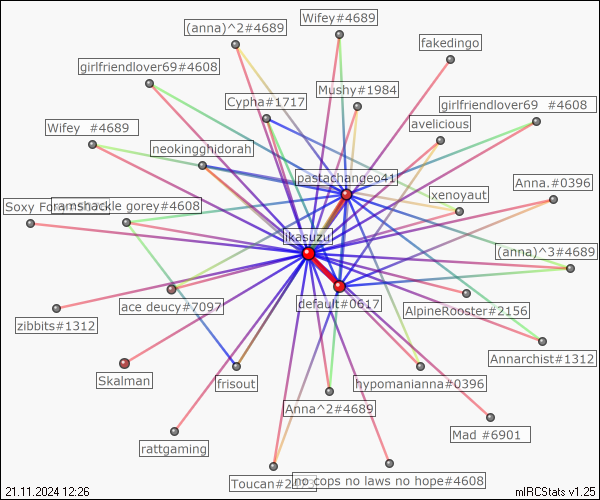 Wifey#4689
(anna)^2#4689
fakedingo
girlfriendlover69#4608
Mushy#1984
Cypha#1717
girlfriendlover69 #4608
avelicious
Wifey #4689
neokingghidorah
pastachangeo41
Anna.#0396
xenoyaut
Soxy
ramshackle gorey#4608
jkasuzu
(anna)^3#4689
ace deucy#7097
default#0617
AlpineRooster#2156
zibbits#1312
Annarchist#1312
Skalman
frisout
hypomanianna#0396
Anna^2#4689
Mad #6901
rattgaming
Toucan#2
no cops no laws no hope#4608
21.11.2024 12:26
mIRCStats v1.25